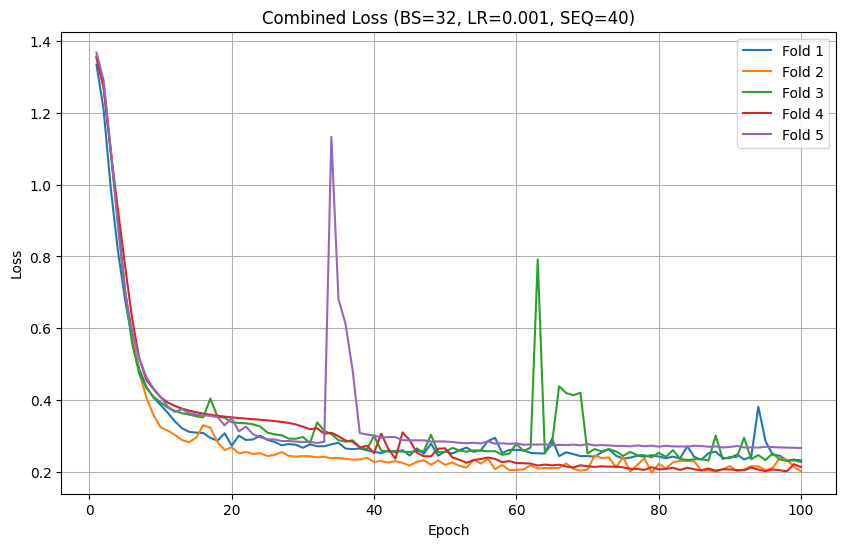 Combined Loss (BS=32, LR=0.001, SEQ=40)
1.4
1.2
1.0
0.8
0.6
0.4
0.2
Loss
Fold 1
Fold 2
Fold 3
Fold 4
Fold 5
0 20 40 60 80 100
Epoch